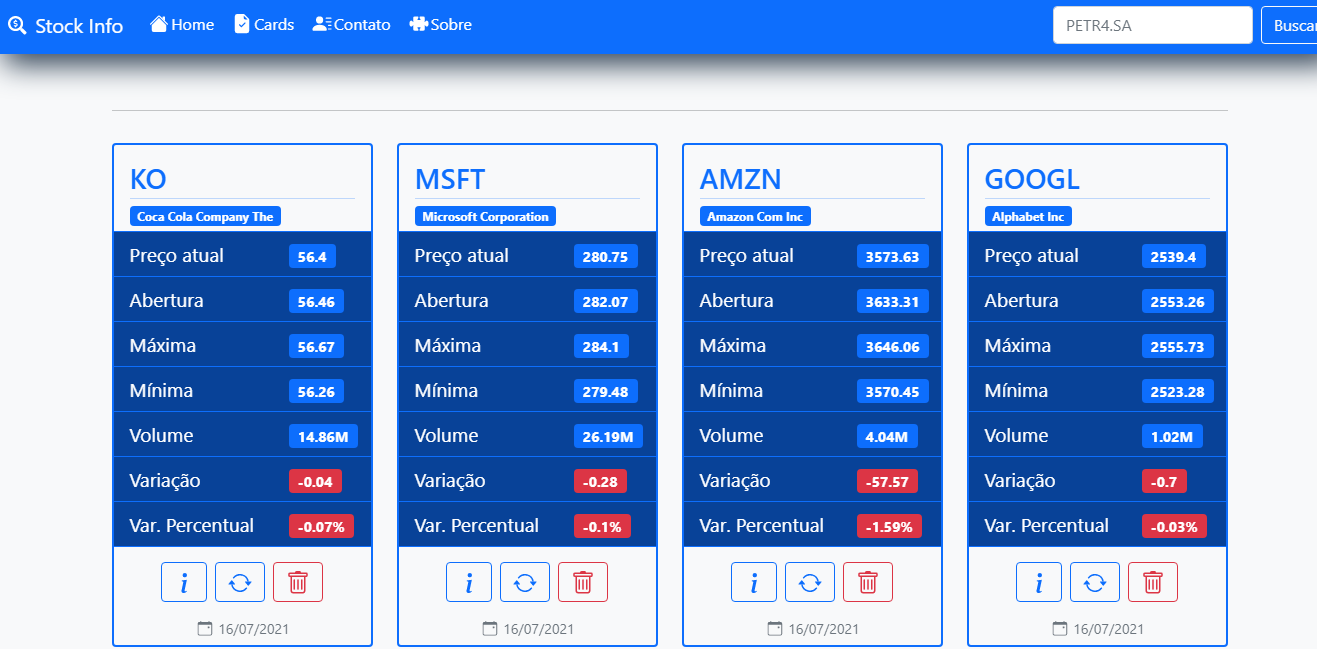 Stock Info Home Cards Contato Sobre PETR4.SA Buscar
KO
Coca Cola Company The
Preço atual 56.4
Abertura 56.46
Máxima 56.67
Mínima 56.26
Volume 14.86M
Variação -0.04
Var. Percentual -0.07%
i
16/07/2021
MSFT
Microsoft Corporation
Preço atual 280.75
Abertura 282.07
Máxima 284.1
Mínima 279.48
Volume 26.19M
Variação -0.28
Var. Percentual -0.1%
i
16/07/2021
AMZN
Amazon Com Inc
Preço atual 3573.63
Abertura 3633.31
Máxima 3646.06
Mínima 3570.45
Volume 4.04M
Variação -57.57
Var. Percentual -1.59%
i
16/07/2021
GOOGL
Alphabet Inc
Preço atual 2539.4
Abertura 2553.26
Máxima 2555.73
Mínima 2523.28
Volume 1.02M
Variação -0.7
Var. Percentual -0.03%
i
16/07/2021